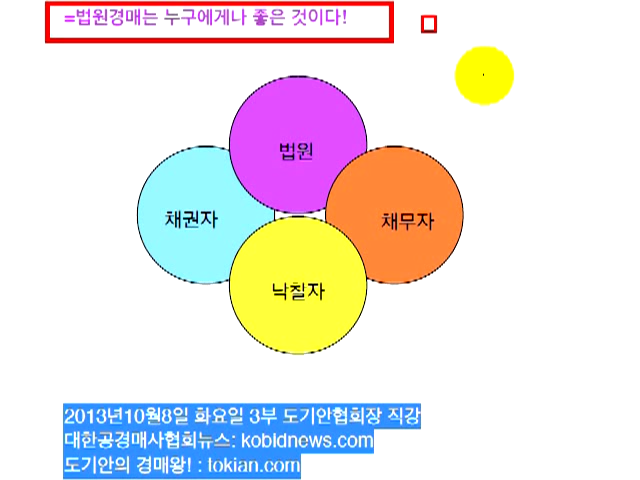 =법원경매는 누구에게나 좋은 것이다!
법원
채권자
채무자
낙찰자
2013년10월8일 화요일 3부 도기안협회장 직강
대한공경매사협회뉴스: kobidnews.com
도기안의 경매왕! : tokian.com